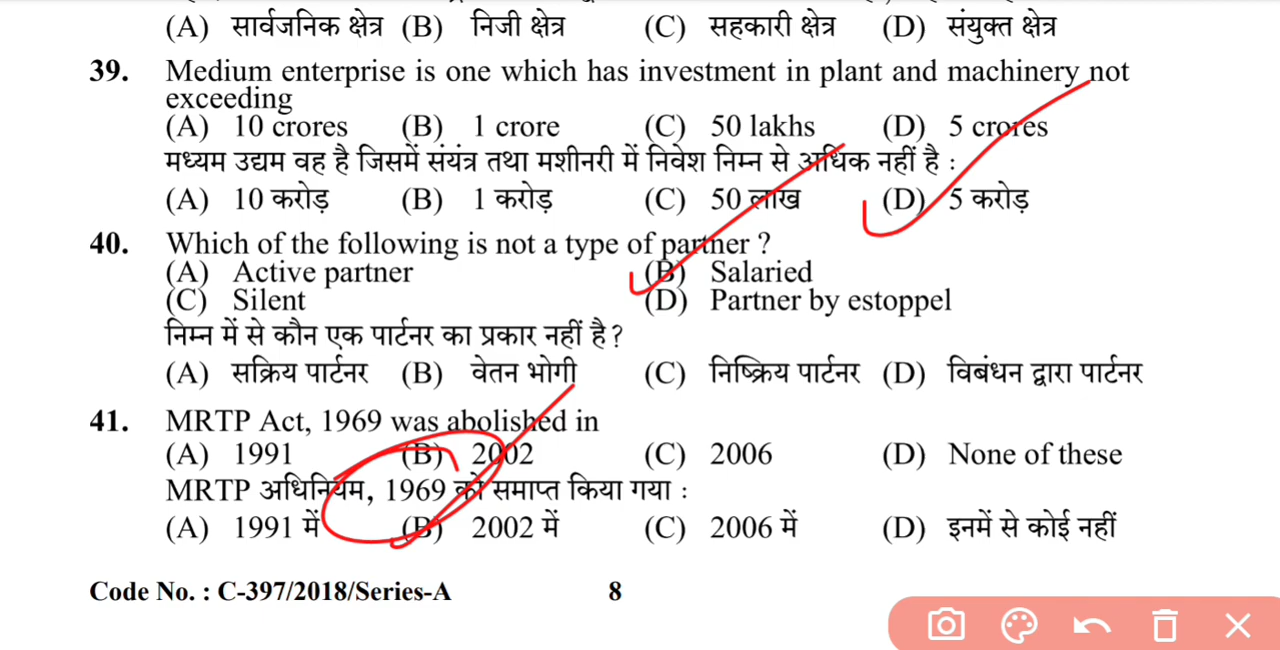 (A) सार्वजनिक क्षेत्र (B) निजी क्षेत्र (C) सहकारी क्षेत्र (D) संयुक्त क्षेत्र
39. Medium enterprise is one which has investment in plant and machinery not
exceeding
(A) 10 crores (B) 1 crore (C) 50 lakhs (D) 5 crores
मध्यम उद्यम वह है जिसमें संयंत्र तथा मशीनरी में निवेश निम्न से अधिक नहीं है :
(A) 10 करोड़ (B) 1 करोड़ (C) 50 लाख (D) 5 करोड़
40. Which of the following is not a type of partner ?
(A) Active partner (B) Salaried
(C) Silent (D) Partner by estoppel
निम्न में से कौन एक पार्टनर का प्रकार नहीं है ?
(A) सक्रिय पार्टनर (B) वेतन भोगी (C) निष्क्रिय पार्टनर (D) विबंधन द्वारा पार्टनर
41. MRTP Act, 1969 was abolished in
(A) 1991 (B) 2002 (C) 2006 (D) None of these
MRTP अधिनियम, 1969 को समाप्त किया गया :
(A) 1991 में (B) 2002 में (C) 2006 में (D) इनमें से कोई नहीं
Code No. : C-397/2018/Series-A 8